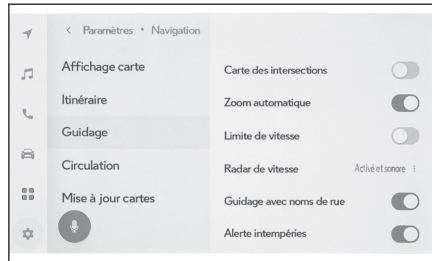 < Paramètres • Navigation
Affichage carte
Itinéraire
Guidage
Circulation
Mise à jour cartes
Carte des intersections
Zoom automatique
Limite de vitesse
Radar de vitesse Activé et sonore
Guidage avec noms de rue
Alerte intempéries